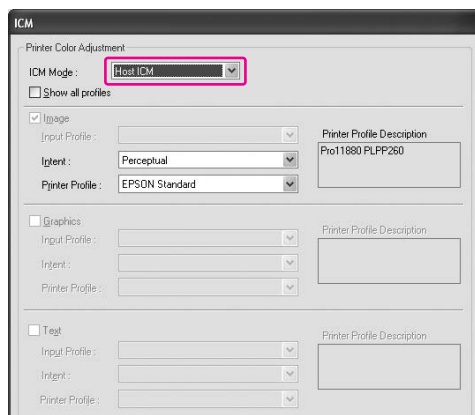 ICM
Printer Color Adjustment
ICM Mode : Host ICM
Show all profiles
Image
Input Profile : Printer Profile Description
Pro11880 PLPP260
Intent : Perceptual
Printer Profile : EPSON Standard
Graphics
Input Profile : Printer Profile Description
Intent :
Printer Profile :
Text
Input Profile : Printer Profile Description
Intent :
Printer Profile :